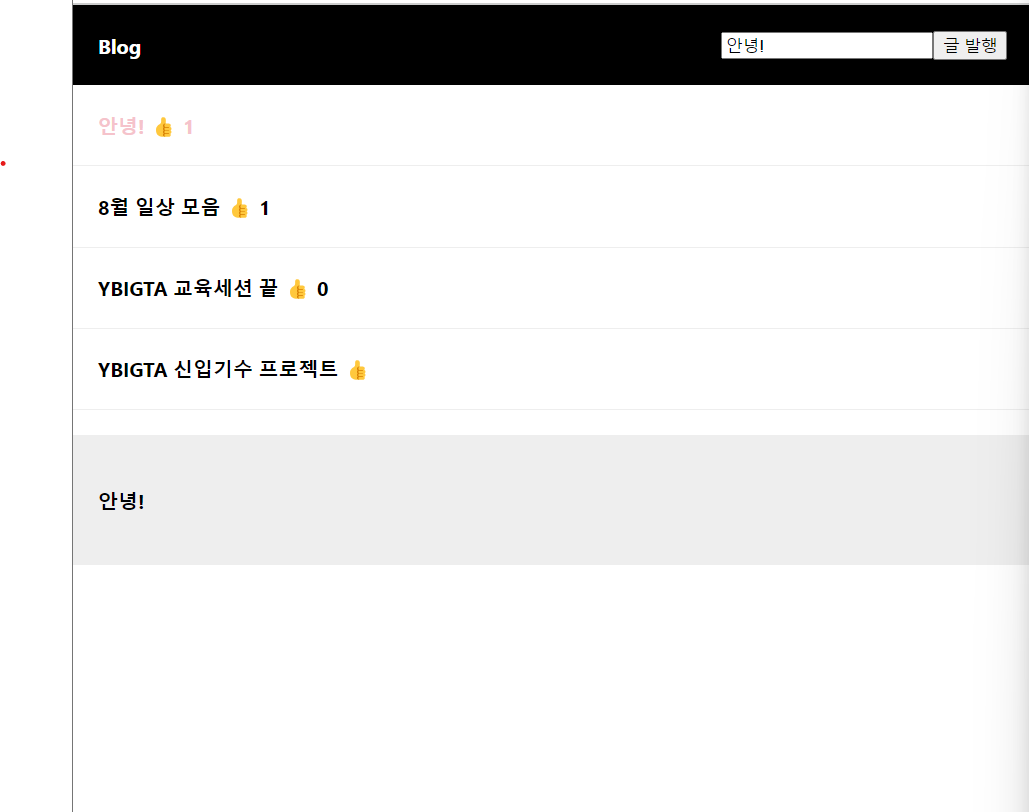 Blog 안녕! 글 발행
안녕! 👍 1
8월 일상 모음 👍 1
YBIGTA 교육세션 끝 👍 0
YBIGTA 신입기수 프로젝트 👍
안녕!